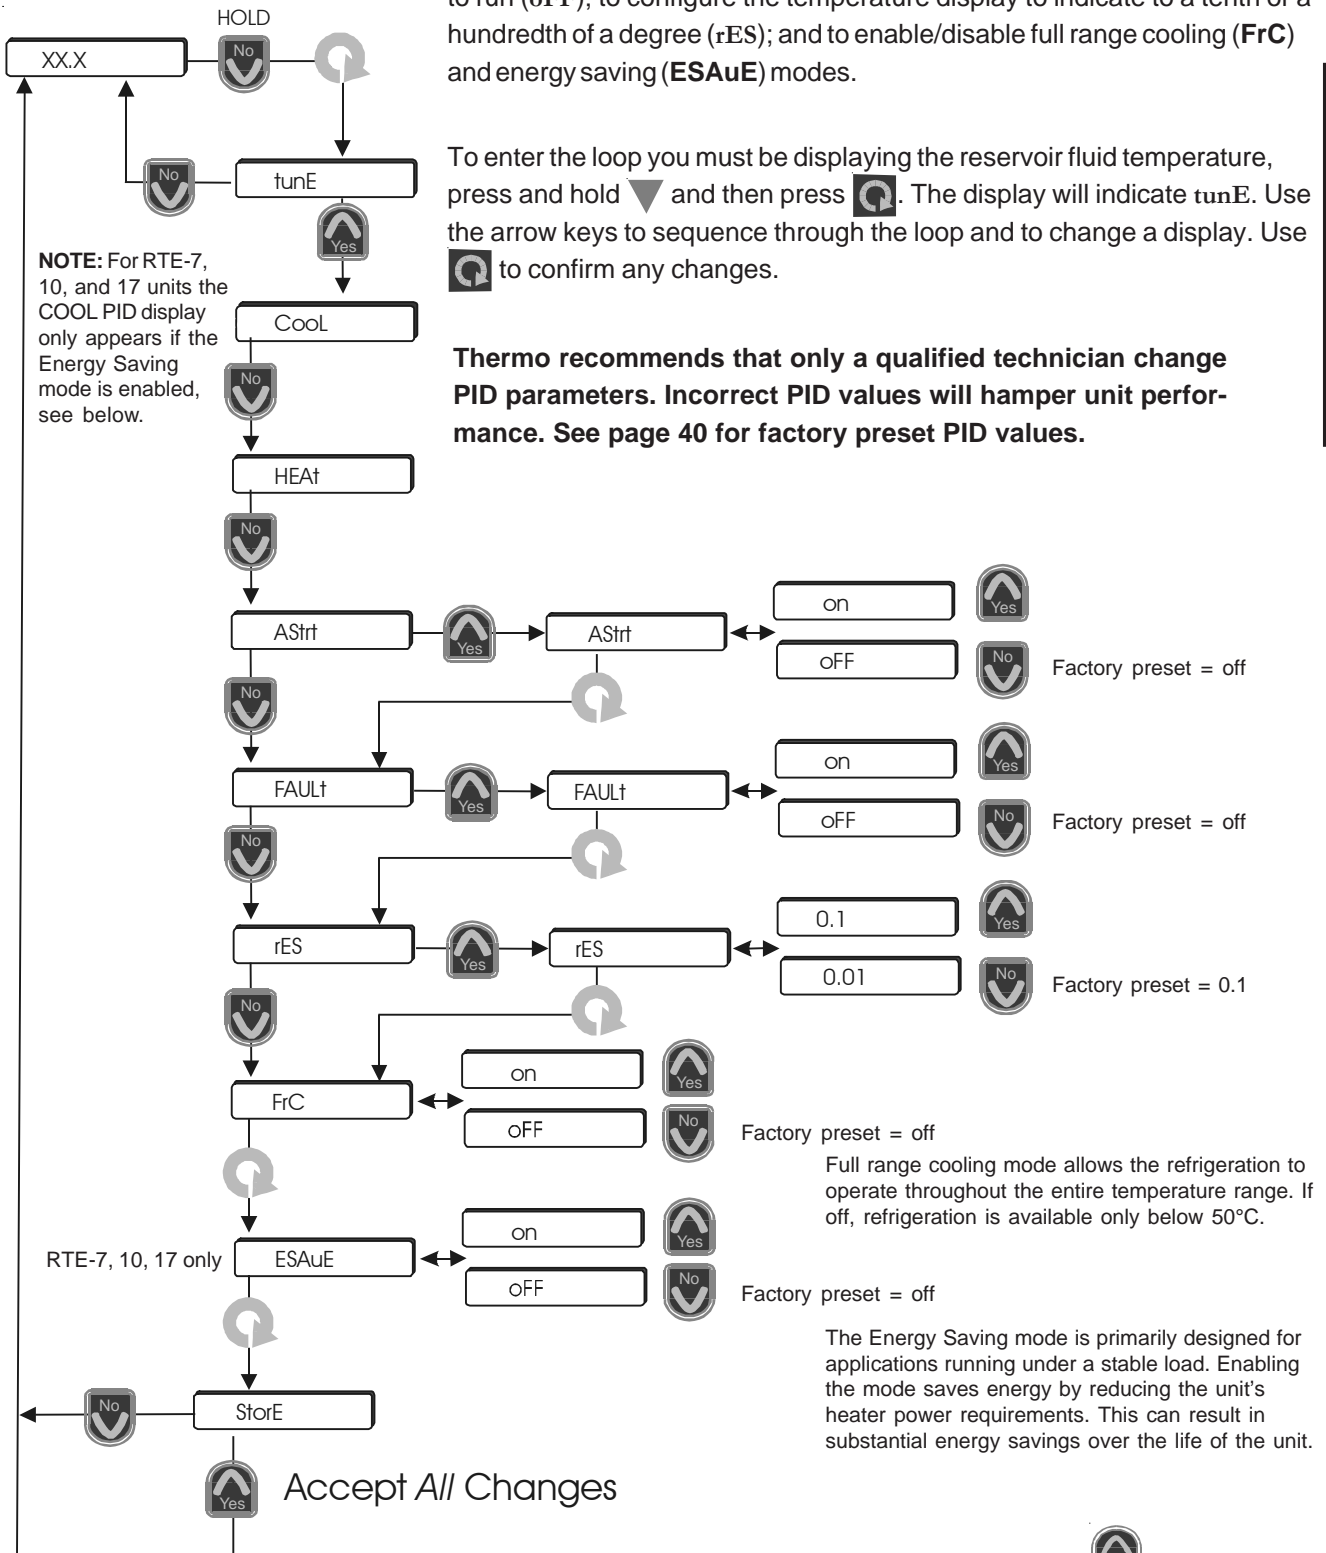 to run (oFF); to configure the temperature display to indicate to a tenth or a
hundredth of a degree (rES); and to enable/disable full range cooling (FrC)
and energy saving (ESAuE) modes.
HOLD
XX.X
No
To enter the loop you must be displaying the reservoir fluid temperature,
press and hold and then press . The display will indicate tunE. Use
the arrow keys to sequence through the loop and to change a display. Use
to confirm any changes.
No
tunE
Yes
NOTE: For RTE-7,
10, and 17 units the
COOL PID display
only appears if the
Energy Saving
mode is enabled,
see below.
CooL
No
Thermo recommends that only a qualified technician change
PID parameters. Incorrect PID values will hamper unit perfor-
mance. See page 40 for factory preset PID values.
HEAt
No
AStrt
Yes
AStrt
on
Yes
oFF
No
Factory preset = off
No
FAULt
Yes
FAULt
on
Yes
oFF
No
Factory preset = off
No
rES
Yes
rES
0.1
Yes
0.01
No
Factory preset = 0.1
No
FrC
on
Yes
oFF
No
Factory preset = off
Full range cooling mode allows the refrigeration to
operate throughout the entire temperature range. If
off, refrigeration is available only below 50°C.
RTE-7, 10, 17 only
ESAuE
on
Yes
oFF
No
Factory preset = off
The Energy Saving mode is primarily designed for
applications running under a stable load. Enabling
the mode saves energy by reducing the unit's
heater power requirements. This can result in
substantial energy savings over the life of the unit.
No
StorE
Yes
Accept All Changes